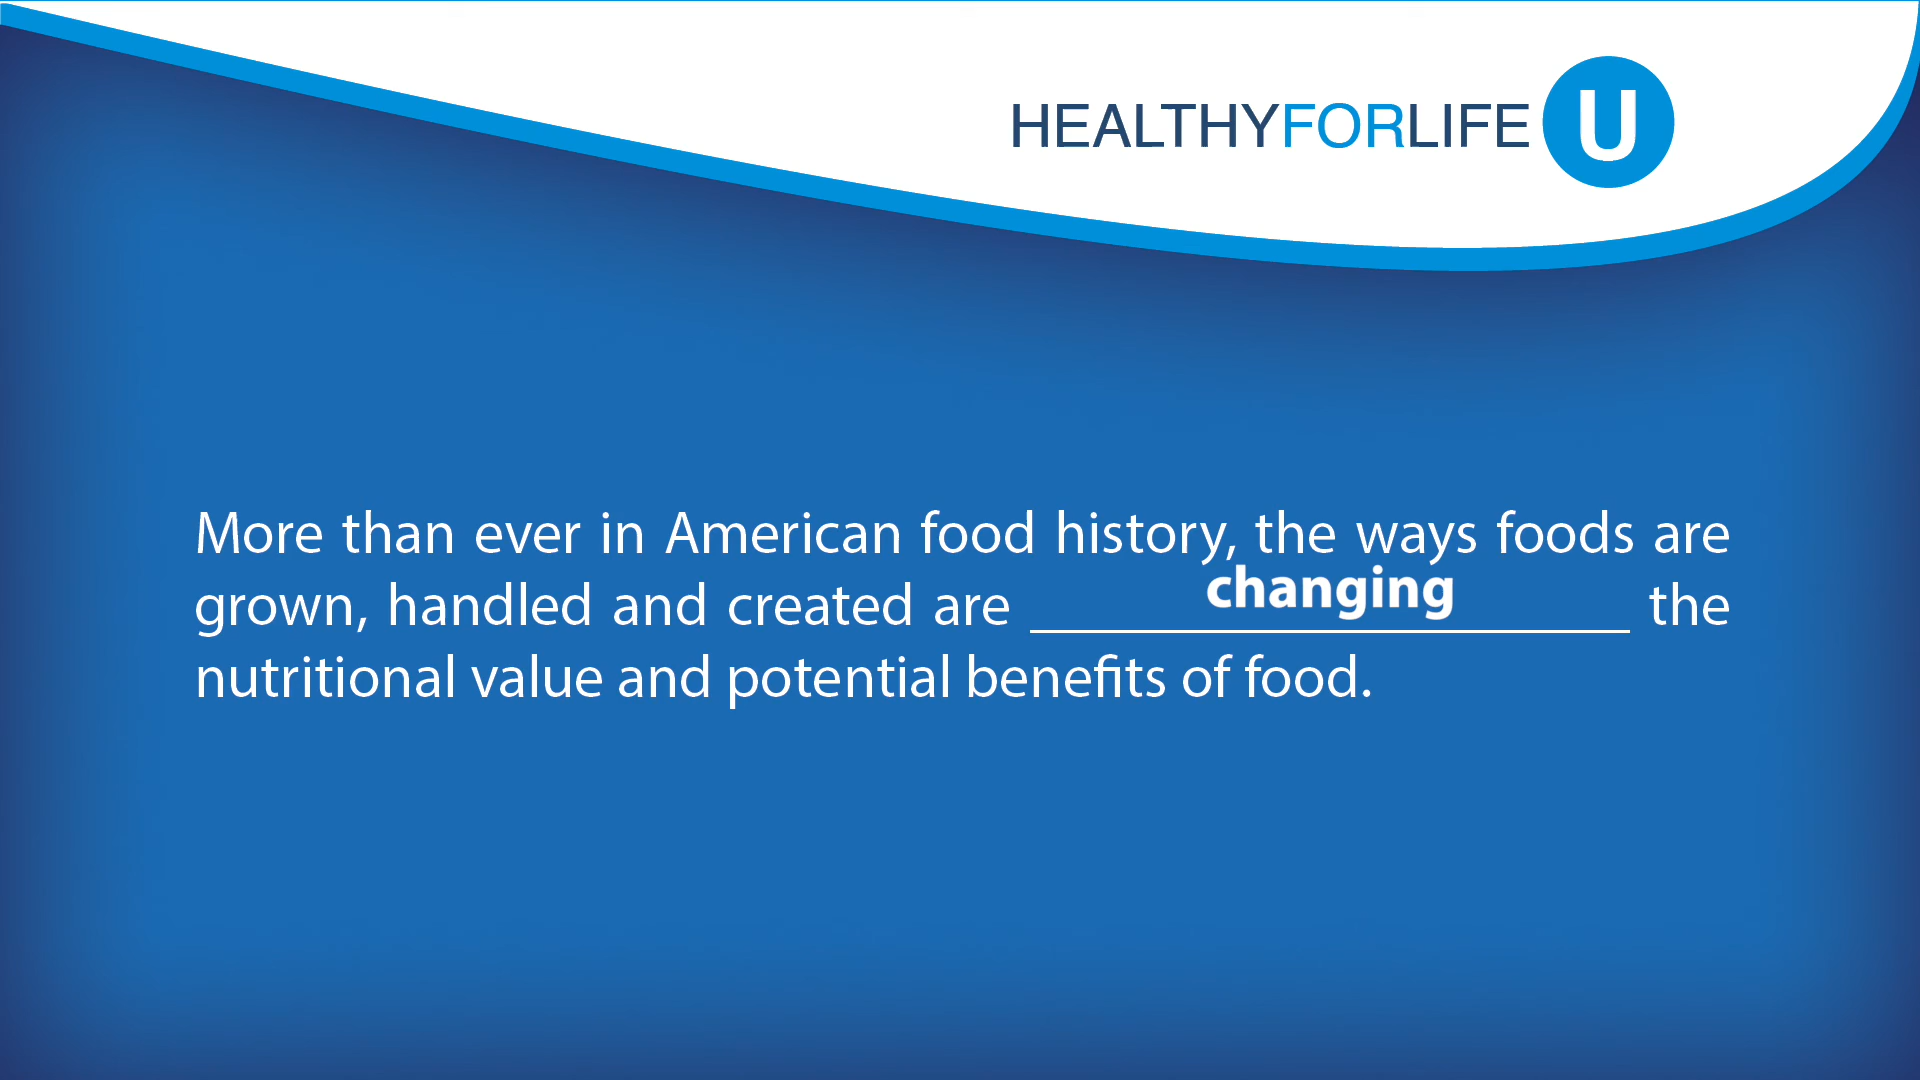 HEALTHYFORLIFE U
More than ever in American food history, the ways foods are
grown, handled and created are changing the
nutritional value and potential benefits of food.